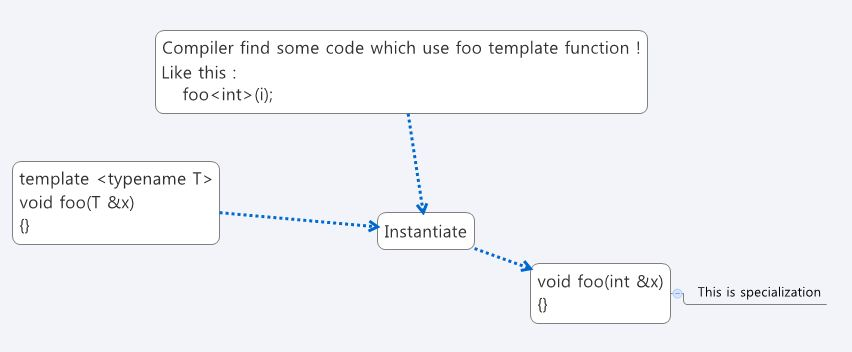 Compiler find some code which use foo template function !
Like this :
foo<int>(i);
template <typename T>
void foo(T &x)
{}
Instantiate
void foo(int &x)
{}
This is specialization